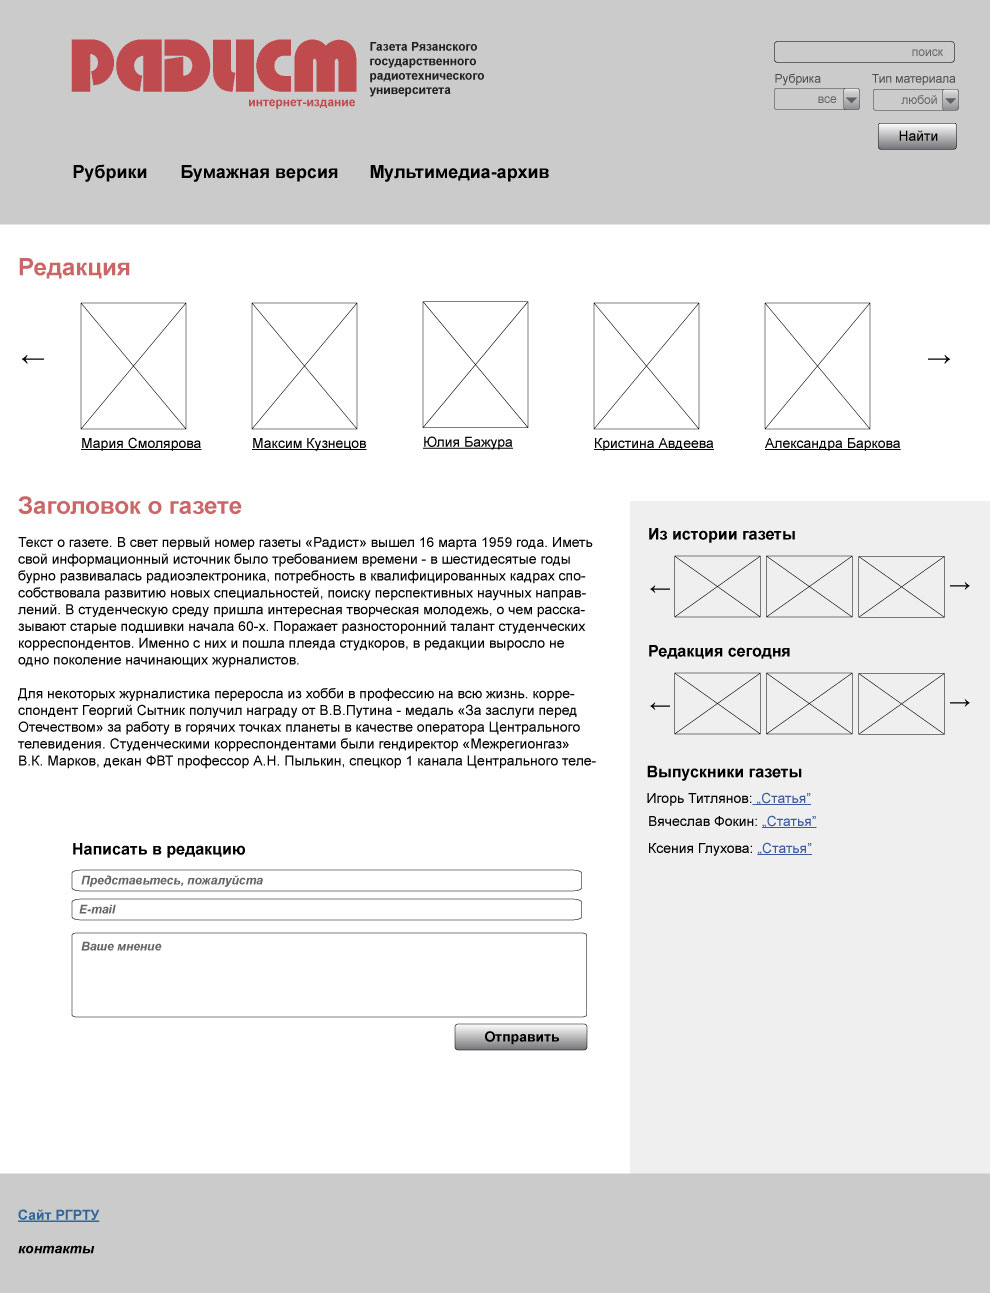 Радист
интернет-издание
Газета Рязанского
государственного
радиотехнического
университета
поиск
Рубрика
Тип материала
все
любой
Найти
Рубрики
Бумажная версия
Мультимедиа-архив
Редакция
←
→
Мария Смолярова
Максим Кузнецов
Юлия Бажура
Кристина Авдеева
Александра Баркова
Заголовок о газете
Текст о газете. В свет первый номер газеты «Радист» вышел 16 марта 1959 года. Иметь
свой информационный источник было требованием времени - в шестидесятые годы
бурно развивалась радиоэлектроника, потребность в квалифицированных кадрах спо-
собствовала развитию новых специальностей, поиску перспективных научных направ-
лений. В студенческую среду пришла интересная творческая молодежь, о чем расска-
зывают старые подшивки начала 60-х. Поражает разносторонний талант студенческих
корреспондентов. Именно с них и пошла плеяда студкоров, в редакции выросло не
одно поколение начинающих журналистов.
Для некоторых журналистика переросла из хобби в профессию на всю жизнь. корре-
спондент Георгий Сытник получил награду от В.В.Путина - медаль «За заслуги перед
Отечеством» за работу в горячих точках планеты в качестве оператора Центрального
телевидения. Студенческими корреспондентами были гендиректор «Межрегионгаз»
В.К. Марков, декан ФВТ профессор А.Н. Пылькин, спецкор 1 канала Центрального теле-
Написать в редакцию
Представьтесь, пожалуйста
E-mail
Ваше мнение
Отправить
Из истории газеты
←
→
Редакция сегодня
←
→
Выпускники газеты
Игорь Титлянов: „Статья”
Вячеслав Фокин: „Статья”
Ксения Глухова: „Статья”
Сайт РГРТУ
контакты